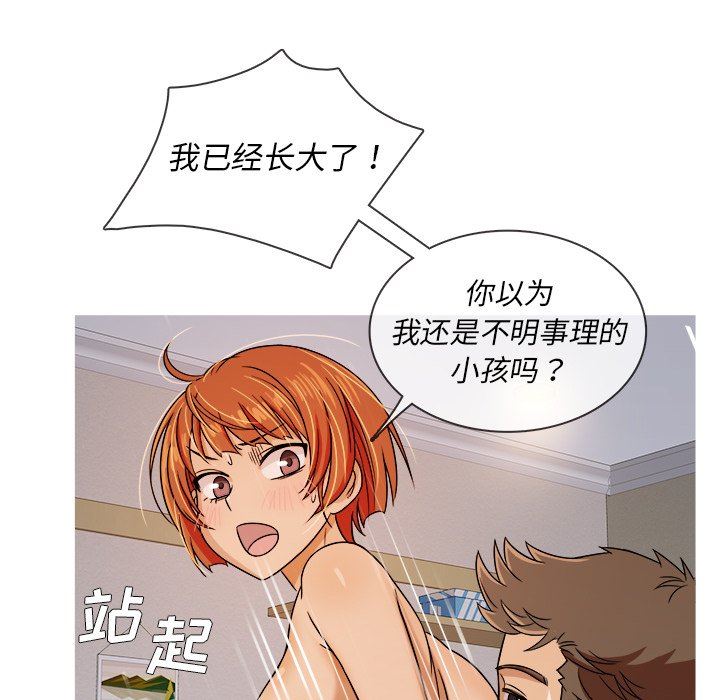 我已经长大了！
你以为
我还是不明事理的
小孩吗？
站起